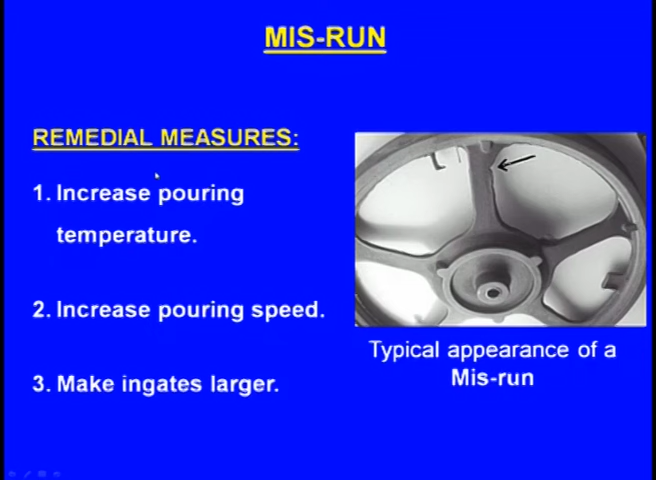 MIS-RUN
REMEDIAL MEASURES:
1. Increase pouring
temperature.
2. Increase pouring speed.
3. Make ingates larger.
Typical appearance of a
Mis-run